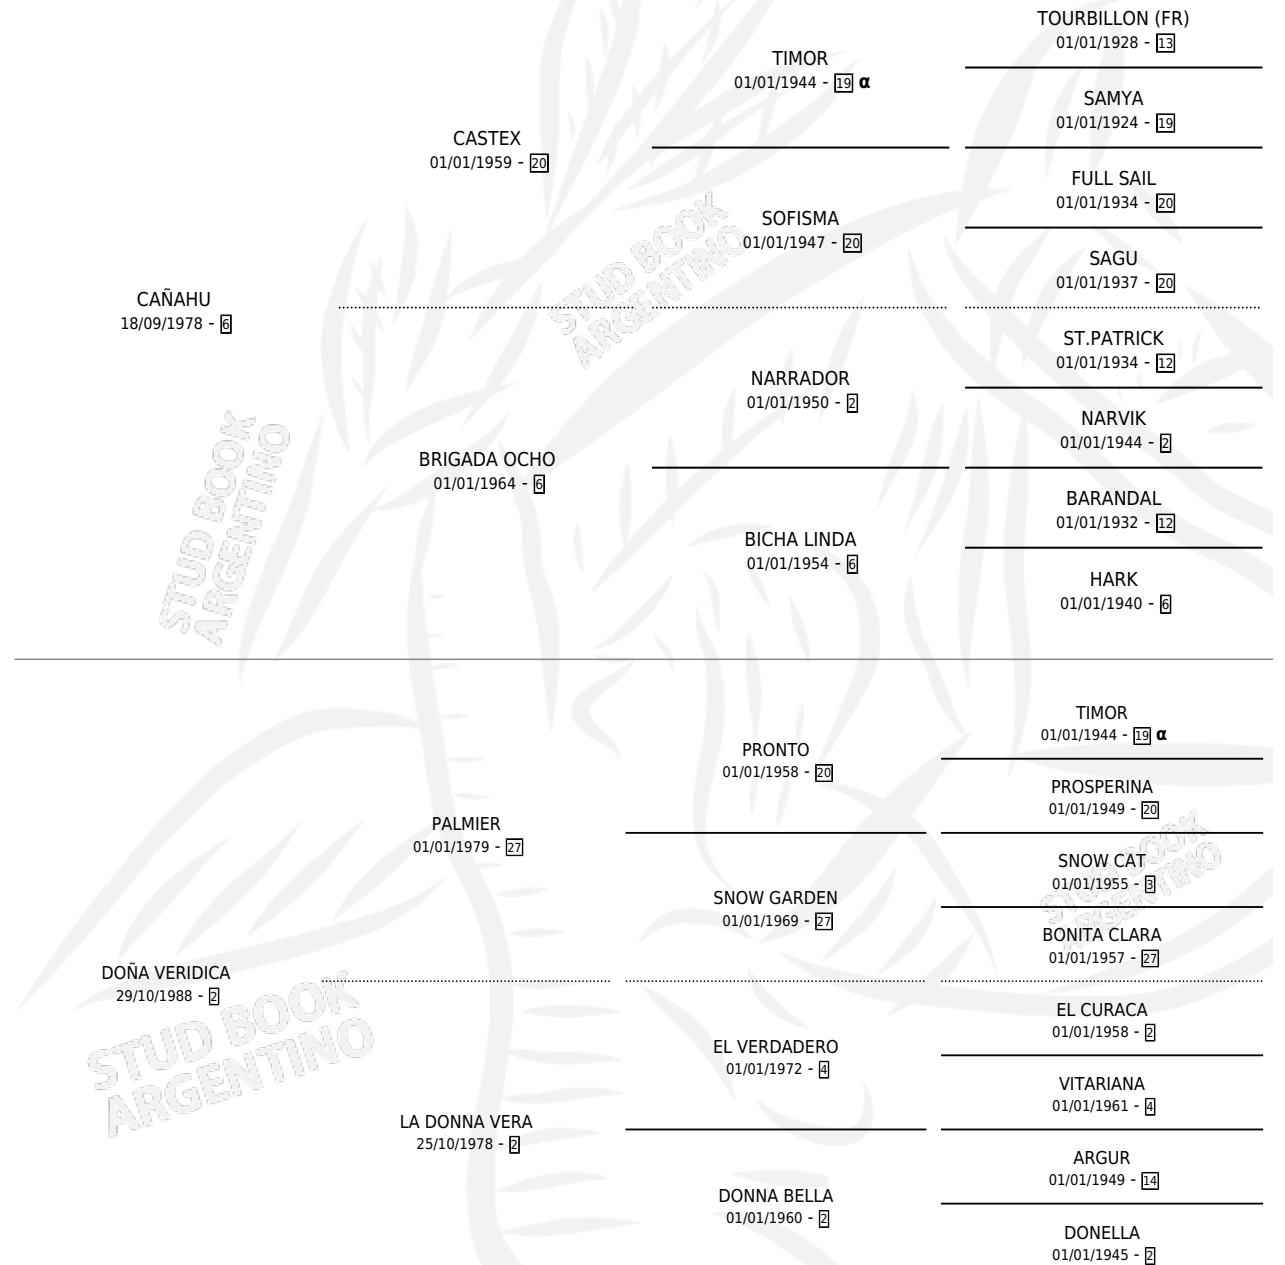 TOURBILLON (FR)
01/01/1928 - 13
TIMOR
01/01/1944 - 19 α
SAMYA
01/01/1924 - 19
CASTEX
01/01/1959 - 20
FULL SAIL
01/01/1934 - 20
SOFISMA
01/01/1947 - 20
SAGU
01/01/1937 - 20
CAÑAHU
18/09/1978 - 6
ST.PATRICK
01/01/1934 - 12
NARRADOR
01/01/1950 - 2
NARVIK
01/01/1944 - 2
BRIGADA OCHO
01/01/1964 - 6
BARANDAL
01/01/1932 - 12
BICHA LINDA
01/01/1954 - 6
HARK
01/01/1940 - 6
TIMOR
01/01/1944 - 19 α
PRONTO
01/01/1958 - 20
PROSPERINA
01/01/1949 - 20
PALMIER
01/01/1979 - 27
SNOW CAT
01/01/1955 - 3
SNOW GARDEN
01/01/1969 - 27
BONITA CLARA
01/01/1957 - 27
DOÑA VERIDICA
29/10/1988 - 2
EL CURACA
01/01/1958 - 2
EL VERDADERO
01/01/1972 - 4
VITARIANA
01/01/1961 - 4
LA DONNA VERA
25/10/1978 - 2
ARGUR
01/01/1949 - 14
DONNA BELLA
01/01/1960 - 2
DONELLA
01/01/1945 - 2
STUD BOOK
ARGENTINO
STUD BOOK
ARGENTINO
STUD BOOK
ARGENTINO
STUD BOOK
ARGENTINO